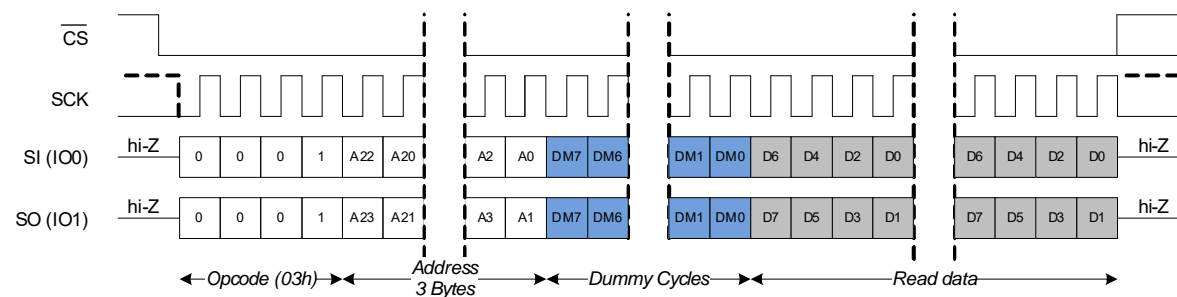 CS
SCK
SI (IO0) hi-Z 0 0 0 1 A22 A20 A2 A0 DM7 DM6 DM1 DM0 D6 D4 D2 D0 D6 D4 D2 D0 hi-Z
SO (IO1) hi-Z 0 0 0 1 A23 A21 A3 A1 DM7 DM6 DM1 DM0 D7 D5 D3 D1 D7 D5 D3 D1 hi-Z
Opcode (03h) Address Dummy Cycles Read data
3 Bytes